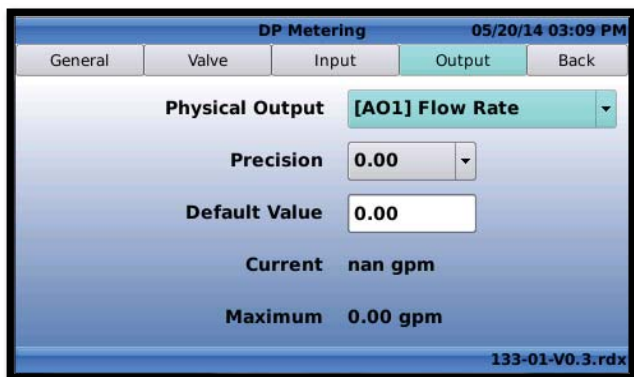 DP Metering 05/20/14 03:09 PM
General Valve Input Output Back
Physical Output [AO1] Flow Rate
Precision 0.00
Default Value 0.00
Current nan gpm
Maximum 0.00 gpm
133-01-V0.3.rdx